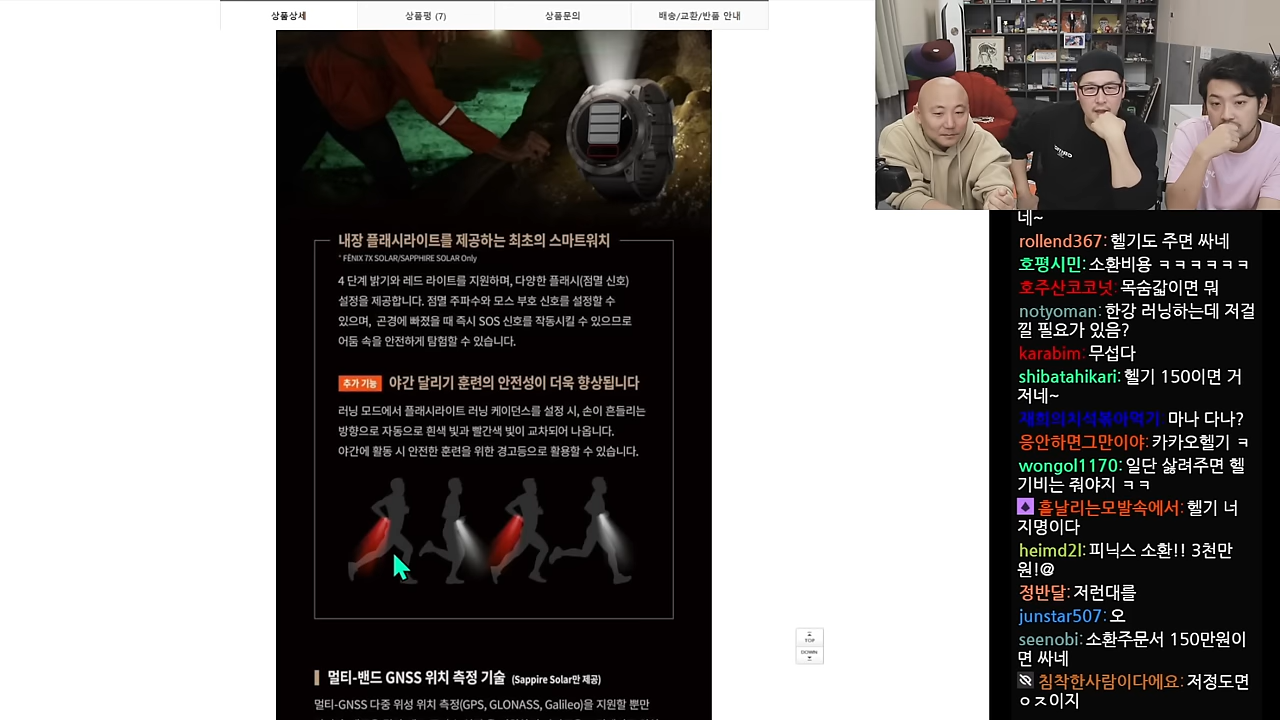 상품상세
상품평 (7)
상품문의
배송/교환/반품 안내
내장 플래시라이트를 제공하는 최초의 스마트워치
* FĒNIX 7X SOLAR/SAPPHIRE SOLAR Only
4 단계 밝기와 레드 라이트를 지원하며, 다양한 플래시(점멸 신호)
설정을 제공합니다. 점멸 주파수와 모스 부호 신호를 설정할 수
있으며, 곤경에 빠졌을 때 즉시 SOS 신호를 작동시킬 수 있으므로
어둠 속을 안전하게 탐험할 수 있습니다.
추가 기능 야간 달리기 훈련의 안전성이 더욱 향상됩니다
러닝 모드에서 플래시라이트 러닝 케이던스를 설정 시, 손이 흔들리는
방향으로 자동으로 흰색 빛과 빨간색 빛이 교차되어 나옵니다.
야간에 활동 시 안전한 훈련을 위한 경고등으로 활용할 수 있습니다.
멀티-밴드 GNSS 위치 측정 기술 (Sappire Solar만 제공)
멀티-GNSS 다중 위성 위치 측정(GPS, GLONASS, Galileo)을 지원할 뿐만
TOP
DOWN
네~
rollend367: 헬기도 주면 싸네
호평시민: 소환비용 ㅋㅋㅋㅋㅋㅋ
호주산코코넛: 목숨값이면 뭐
notyoman: 한강 러닝하는데 저걸
낄 필요가 있음?
karabim: 무섭다
shibatahikari: 헬기 150이면 거
저네~
마나 다나?
응안하면그만이야: 카카오헬기 ㅋ
wongol1170: 일단 살려주면 헬
기비는 줘야지 ㅋㅋ
흩날리는모발속에서: 헬기 너
지명이다
heimd2l: 피닉스 소환!! 3천만
원!@
정반달: 저런대를
junstar507: 오
seenobi: 소환주문서 150만원이
면 싸네
침착한사람이다에요: 저정도면
ㅇㅈ이지